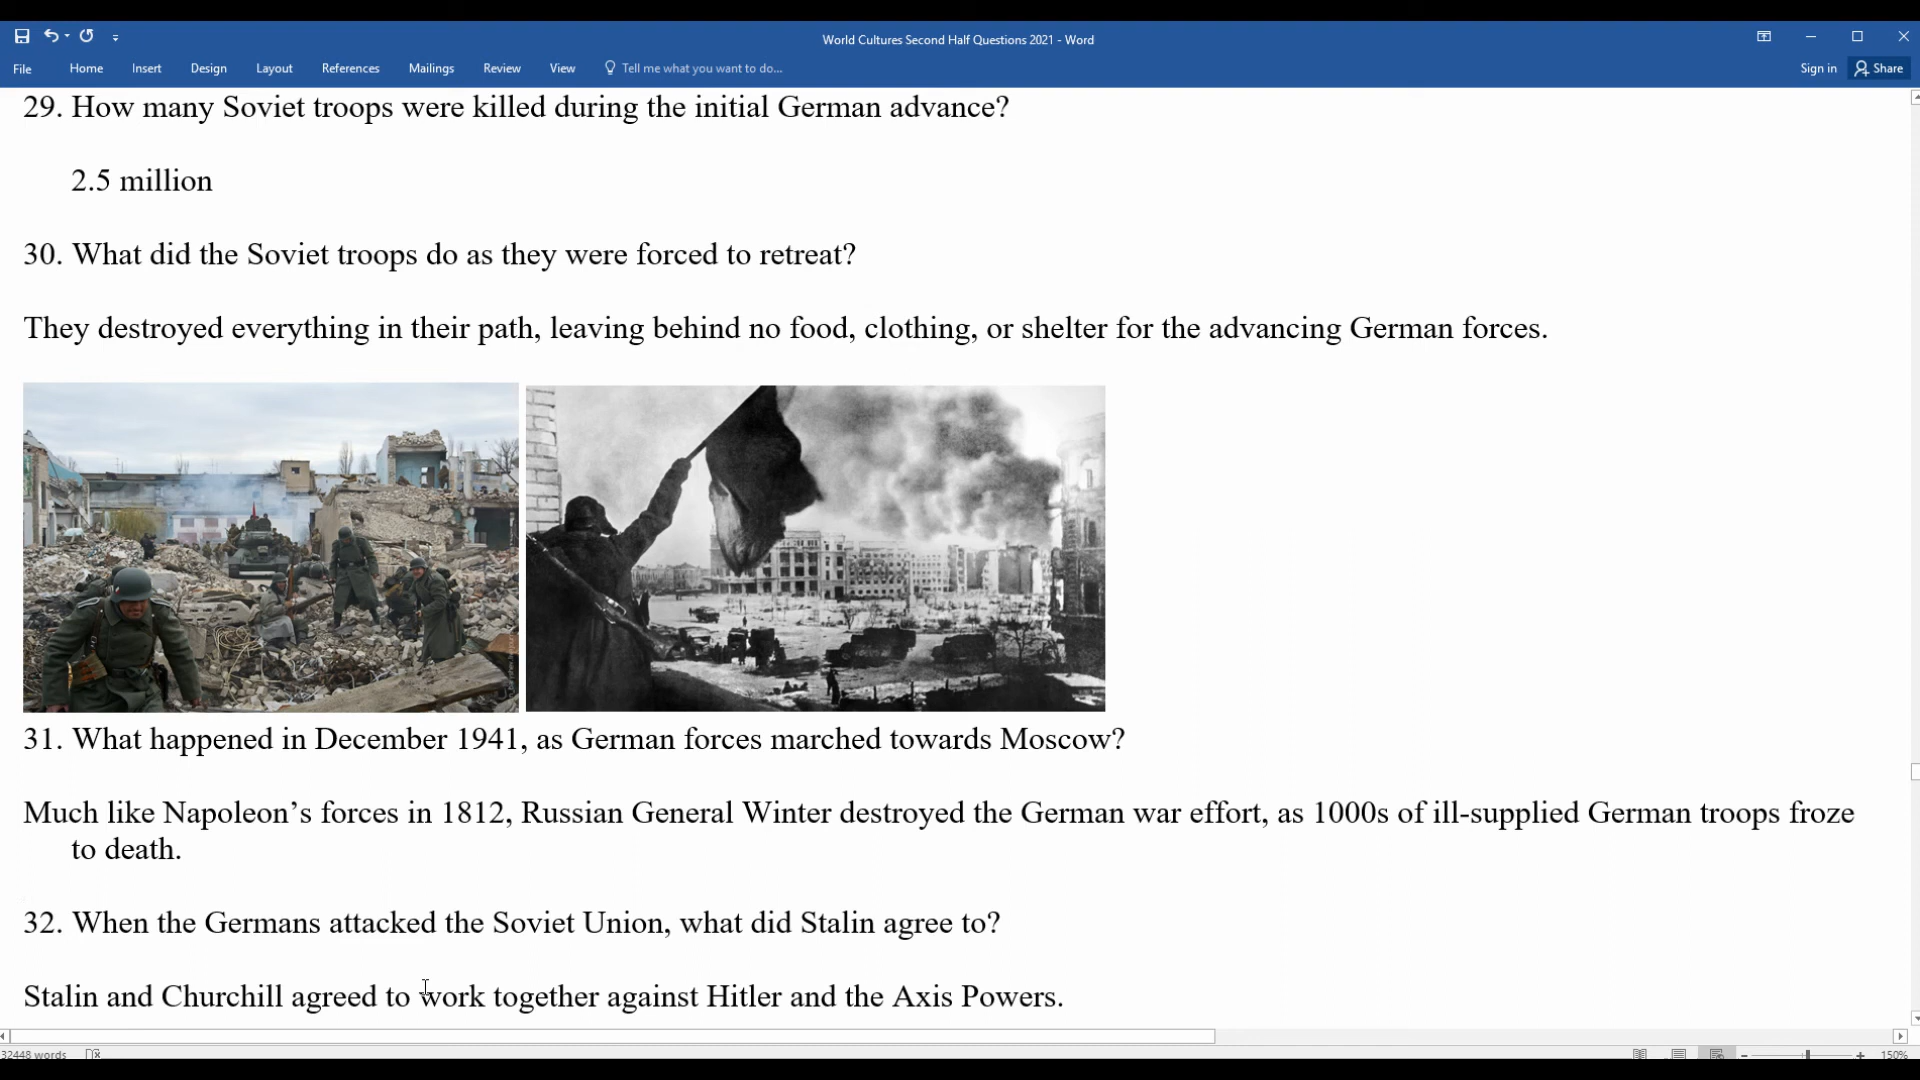 World Cultures Second Half Questions 2021 - Word
File Home Insert Design Layout References Mailings Review View Tell me what you want to do... Sign in Share
29. How many Soviet troops were killed during the initial German advance?
2.5 million
30. What did the Soviet troops do as they were forced to retreat?
They destroyed everything in their path, leaving behind no food, clothing, or shelter for the advancing German forces.
31. What happened in December 1941, as German forces marched towards Moscow?
Much like Napoleon’s forces in 1812, Russian General Winter destroyed the German war effort, as 1000s of ill-supplied German troops froze
to death.
32. When the Germans attacked the Soviet Union, what did Stalin agree to?
Stalin and Churchill agreed to work together against Hitler and the Axis Powers.
32448 words 150%